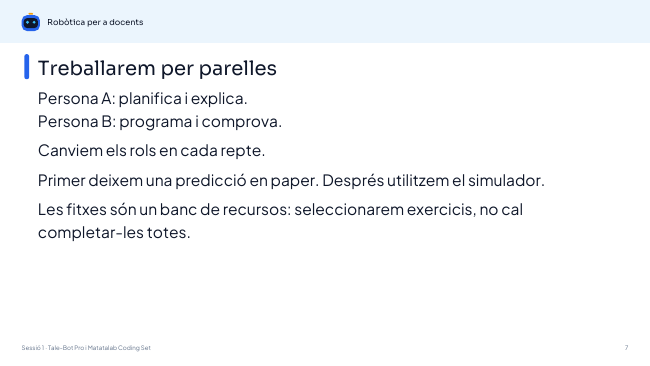 Robòtica per a docents
Treballarem per parelles
Persona A: planifica i explica.
Persona B: programa i comprova.
Canviem els rols en cada repte.
Primer deixem una predicció en paper. Després utilitzem el simulador.
Les fitxes són un banc de recursos: seleccionarem exercicis, no cal
completar-les totes.
Sessió 1 · Tale-Bot Pro i Matatalab Coding Set
7